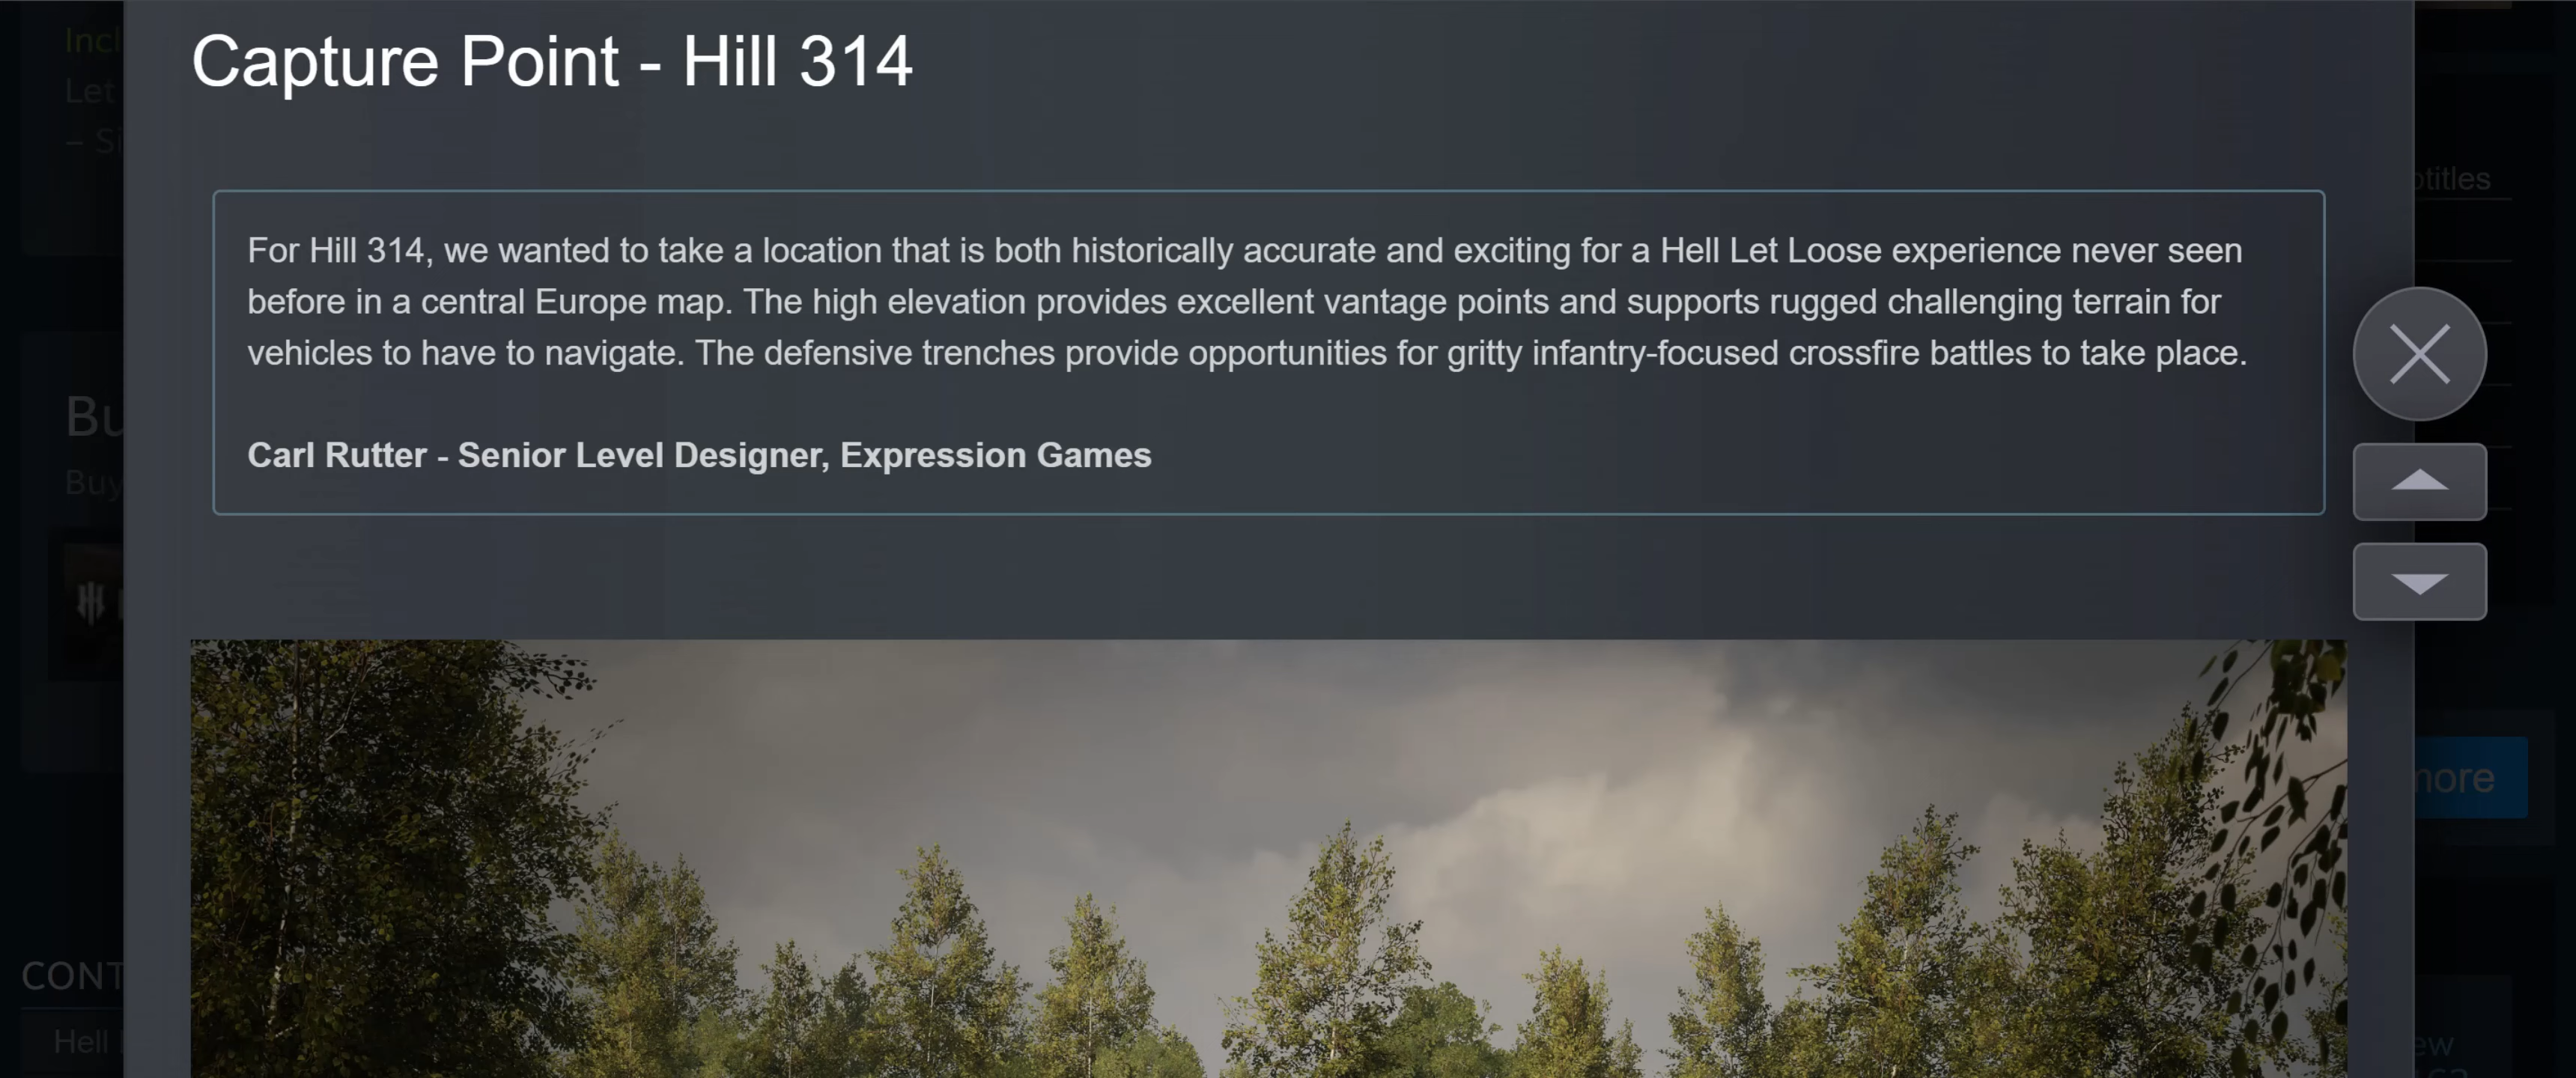 Capture Point - Hill 314
For Hill 314, we wanted to take a location that is both historically accurate and exciting for a Hell Let Loose experience never seen
before in a central Europe map. The high elevation provides excellent vantage points and supports rugged challenging terrain for
vehicles to have to navigate. The defensive trenches provide opportunities for gritty infantry-focused crossfire battles to take place.
Carl Rutter - Senior Level Designer, Expression Games
Let
Buy
Hell